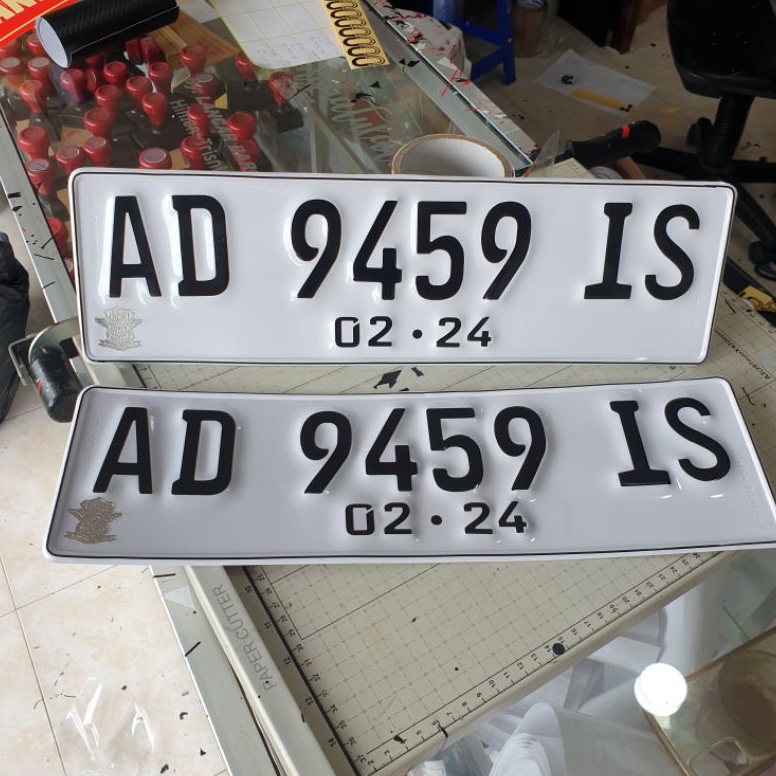 AD 9459 IS
02 • 24
AD 9459 IS
02 • 24
PAPER CUTTER